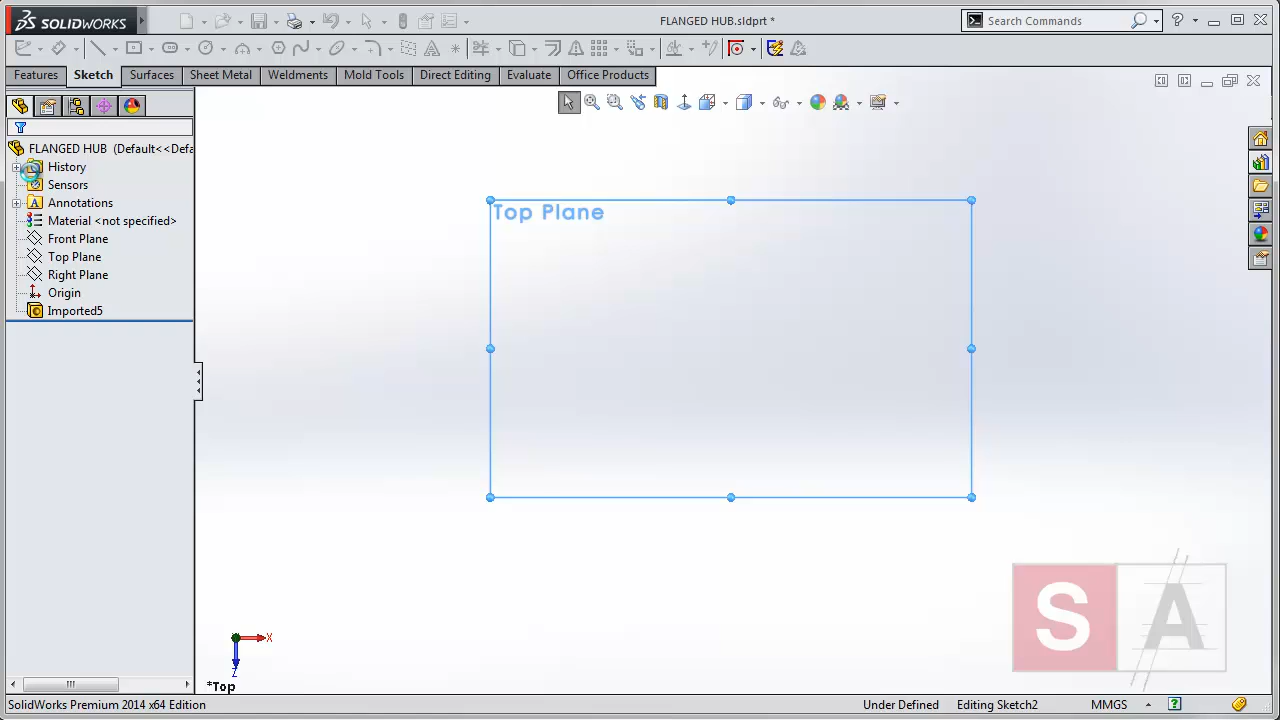 SOLIDWORKS
FLANGED HUB.sldprt *
Search Commands
Features
Sketch
Surfaces
Sheet Metal
Weldments
Mold Tools
Direct Editing
Evaluate
Office Products
FLANGED HUB (Default<<Defa
History
Sensors
Annotations
Material <not specified>
Front Plane
Top Plane
Right Plane
Origin
Imported5
Top Plane
X
Z
*Top
SA
SolidWorks Premium 2014 x64 Edition
Under Defined
Editing Sketch2
MMGS